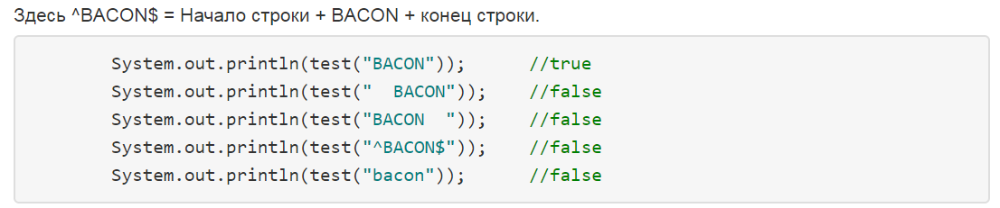 Здесь ^BACON$ = Начало строки + BACON + конец строки.
System.out.println(test("BACON"));      //true
System.out.println(test("  BACON"));    //false
System.out.println(test("BACON  "));    //false
System.out.println(test("^BACON$"));    //false
System.out.println(test("bacon"));      //false